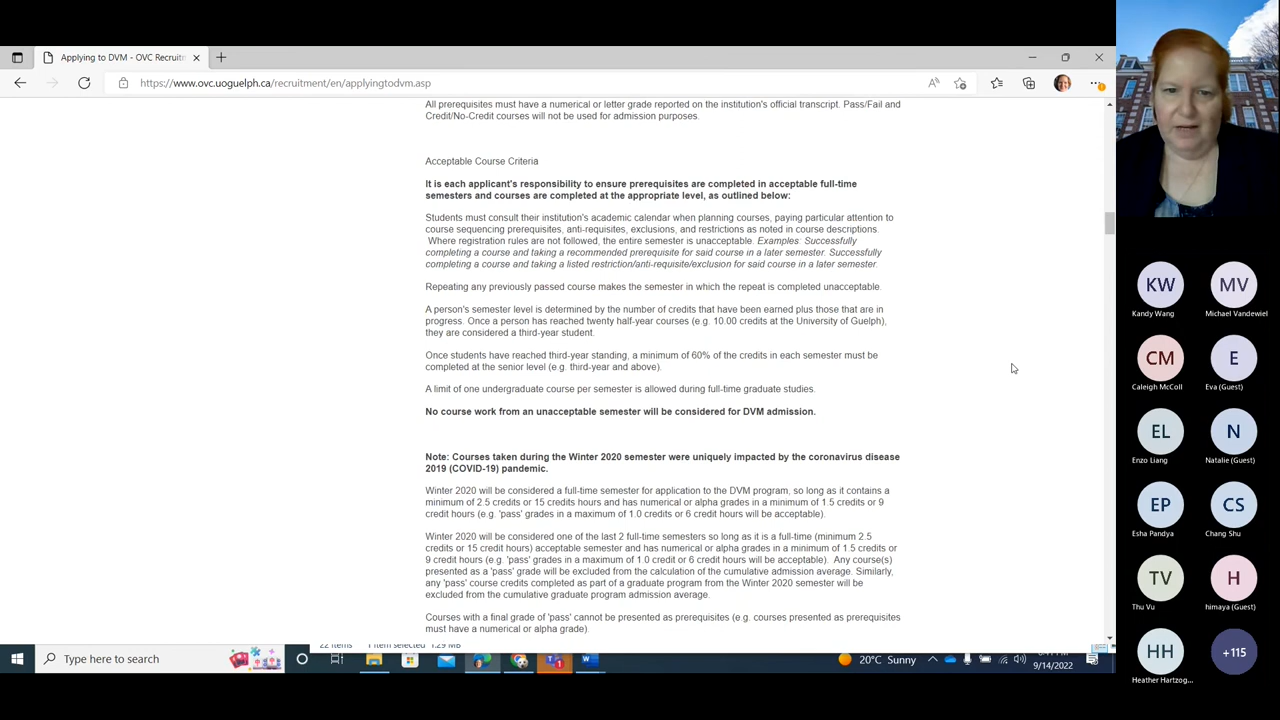 Applying to DVM - OVC Recruitm
https://www.ovc.uoguelph.ca/recruitment/en/applyingtodvm.asp
All prerequisites must have a numerical or letter grade reported on the institution's official transcript. Pass/Fail and
Credit/No-Credit courses will not be used for admission purposes.
Acceptable Course Criteria
It is each applicant's responsibility to ensure prerequisites are completed in acceptable full-time
semesters and courses are completed at the appropriate level, as outlined below:
Students must consult their institution's academic calendar when planning courses, paying particular attention to
course sequencing prerequisites, anti-requisites, exclusions, and restrictions as noted in course descriptions.
Where registration rules are not followed, the entire semester is unacceptable. Examples: Successfully
completing a course and taking a recommended prerequisite for said course in a later semester. Successfully
completing a course and taking a listed restriction/anti-requisite/exclusion for said course in a later semester.
Repeating any previously passed course makes the semester in which the repeat is completed unacceptable.
A person's semester level is determined by the number of credits that have been earned plus those that are in
progress. Once a person has reached twenty half-year courses (e.g. 10.00 credits at the University of Guelph),
they are considered a third-year student.
Once students have reached third-year standing, a minimum of 60% of the credits in each semester must be
completed at the senior level (e.g. third-year and above).
A limit of one undergraduate course per semester is allowed during full-time graduate studies.
No course work from an unacceptable semester will be considered for DVM admission.
Note: Courses taken during the Winter 2020 semester were uniquely impacted by the coronavirus disease
2019 (COVID-19) pandemic.
Winter 2020 will be considered a full-time semester for application to the DVM program, so long as it contains a
minimum of 2.5 credits or 15 credits hours and has numerical or alpha grades in a minimum of 1.5 credits or 9
credit hours (e.g. 'pass' grades in a maximum of 1.0 credits or 6 credit hours will be acceptable).
Winter 2020 will be considered one of the last 2 full-time semesters so long as it is a full-time (minimum 2.5
credits or 15 credit hours) acceptable semester and has numerical or alpha grades in a minimum of 1.5 credits or
9 credit hours (e.g. 'pass' grades in a maximum of 1.0 credit or 6 credit hours will be acceptable). Any course(s)
presented as a 'pass' grade will be excluded from the calculation of the cumulative admission average. Similarly,
any 'pass' course credits completed as part of a graduate program from the Winter 2020 semester will be
excluded from the cumulative graduate program admission average.
Courses with a final grade of 'pass' cannot be presented as prerequisites (e.g. courses presented as prerequisites
must have a numerical or alpha grade).
22 items 1 item selected 1.29 MB
Type here to search
20°C Sunny
9/14/2022
KW
MV
Kandy Wang
Michael Vandewiel
CM
E
Caleigh McColl
Eva (Guest)
EL
N
Enzo Liang
Natalie (Guest)
EP
CS
Esha Pandya
Chang Shu
TV
H
Thu Vu
himaya (Guest)
HH
+115
Heather Hartzog...